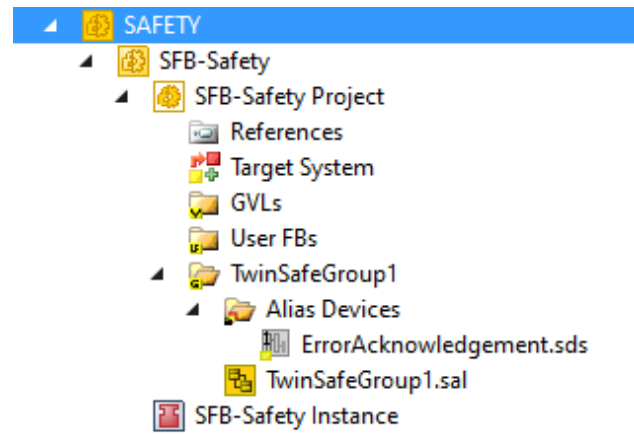 SAFETY
SFB-Safety
SFB-Safety Project
References
Target System
GVLs
User FBs
TwinSafeGroup1
Alias Devices
ErrorAcknowledgement.sds
TwinSafeGroup1.sal
SFB-Safety Instance